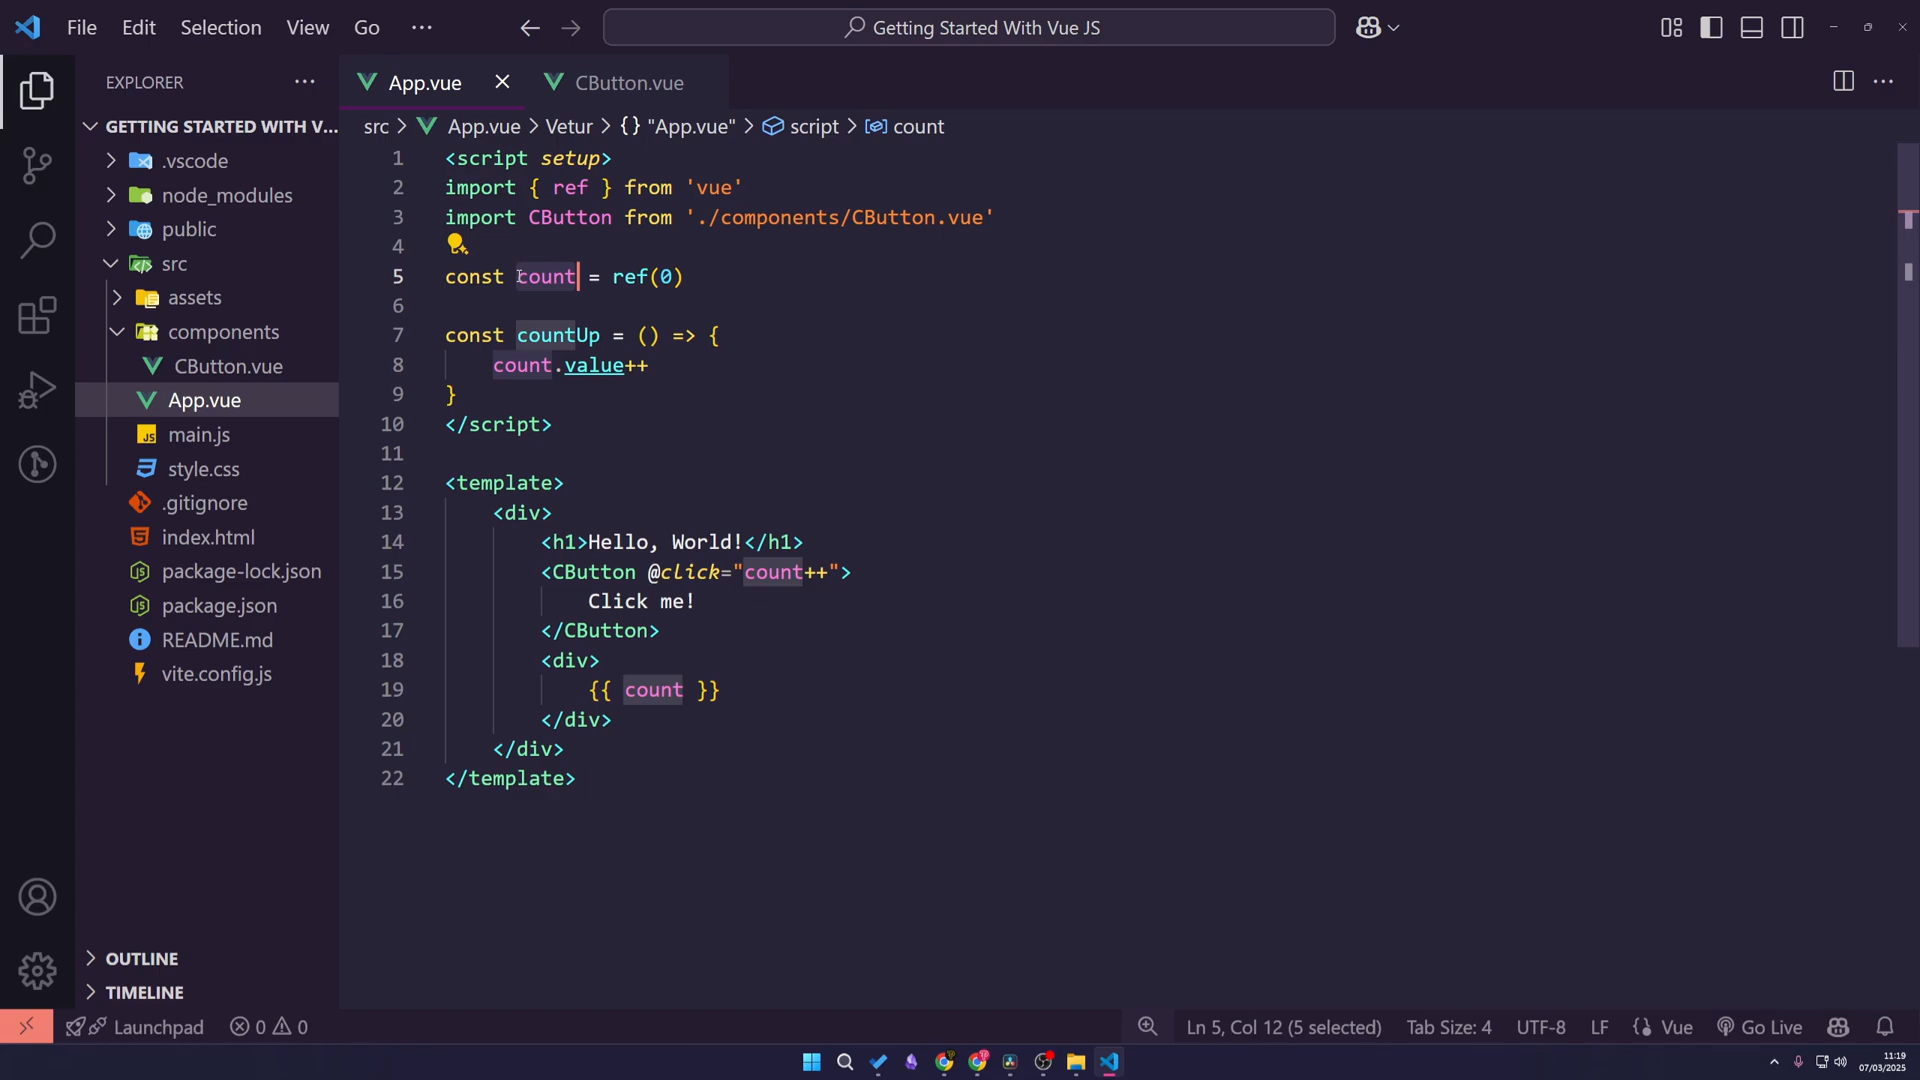 File Edit Selection View Go ... Getting Started With Vue JS
EXPLORER ...
App.vue CButton.vue ...
GETTING STARTED WITH V...
.vscode
node_modules
public
src
assets
components
CButton.vue
App.vue
main.js
style.css
.gitignore
index.html
package-lock.json
package.json
README.md
vite.config.js
OUTLINE
TIMELINE
src > App.vue > Vetur > {} "App.vue" > script > count
1 <script setup>
2 import { ref } from 'vue'
3 import CButton from './components/CButton.vue'
4
5 const count = ref(0)
6
7 const countUp = () => {
8     count.value++
9 }
10 </script>
11
12 <template>
13     <div>
14         <h1>Hello, World!</h1>
15         <CButton @click="count++">
16             Click me!
17         </CButton>
18         <div>
19             {{ count }}
20         </div>
21     </div>
22 </template>
Launchpad 0 0 Ln 5, Col 12 (5 selected) Tab Size: 4 UTF-8 LF {} Vue Go Live
11:19
07/03/2025